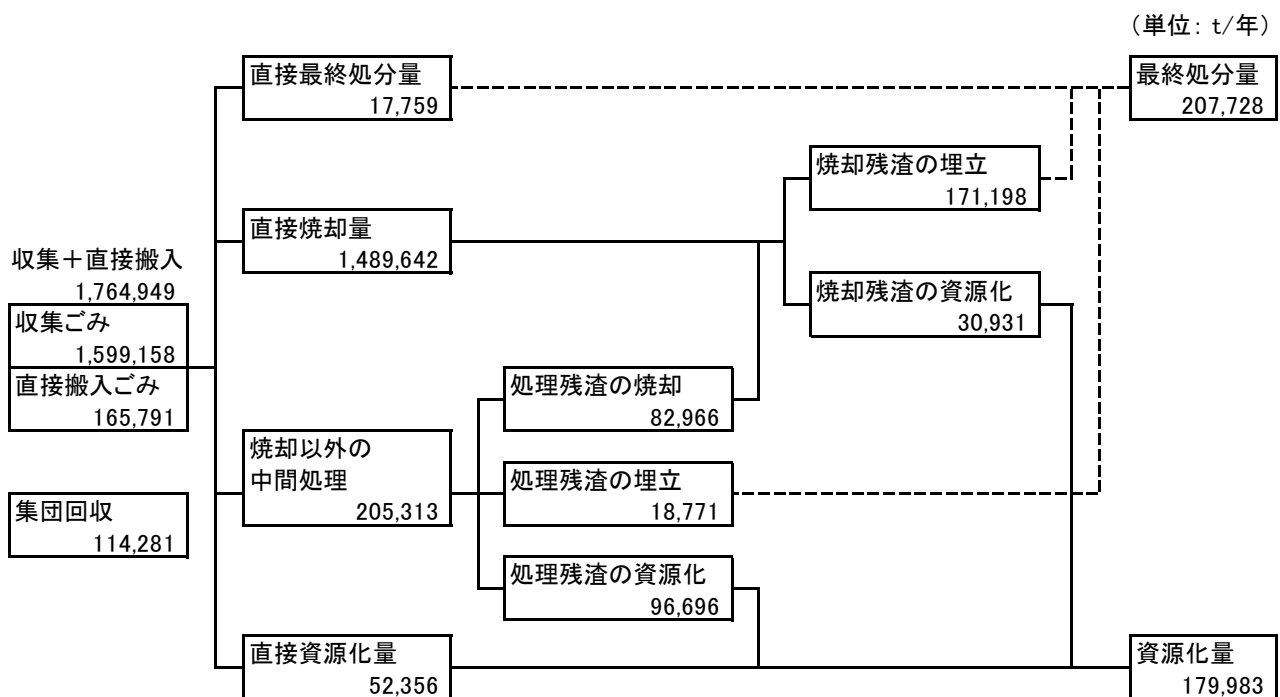 （単位：t/年）
直接最終処分量
17,759
最終処分量
207,728
焼却残渣の埋立
171,198
直接焼却量
1,489,642
収集＋直接搬入
1,764,949
収集ごみ
1,599,158
直接搬入ごみ
165,791
焼却残渣の資源化
30,931
処理残渣の焼却
82,966
焼却以外の
中間処理
205,313
処理残渣の埋立
18,771
集団回収
114,281
処理残渣の資源化
96,696
直接資源化量
52,356
資源化量
179,983